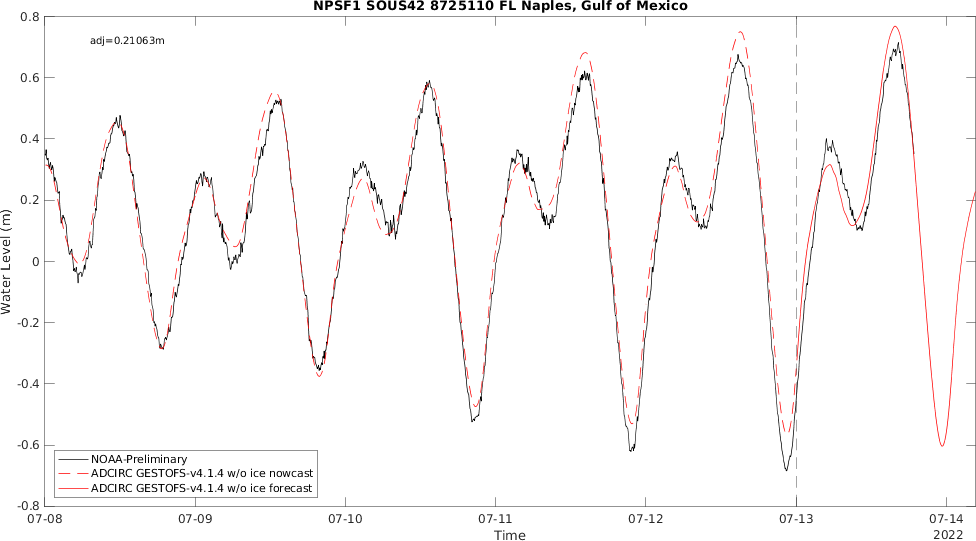 NPSF1 SOUS42 8725110 FL Naples, Gulf of Mexico
adj=0.21063m
0.8
0.6
0.4
0.2
0
-0.2
-0.4
-0.6
-0.8
Water Level (m)
NOAA-Preliminary
ADCIRC GESTOFS-v4.1.4 w/o ice nowcast
ADCIRC GESTOFS-v4.1.4 w/o ice forecast
07-08 07-09 07-10 07-11 07-12 07-13 07-14
Time 2022